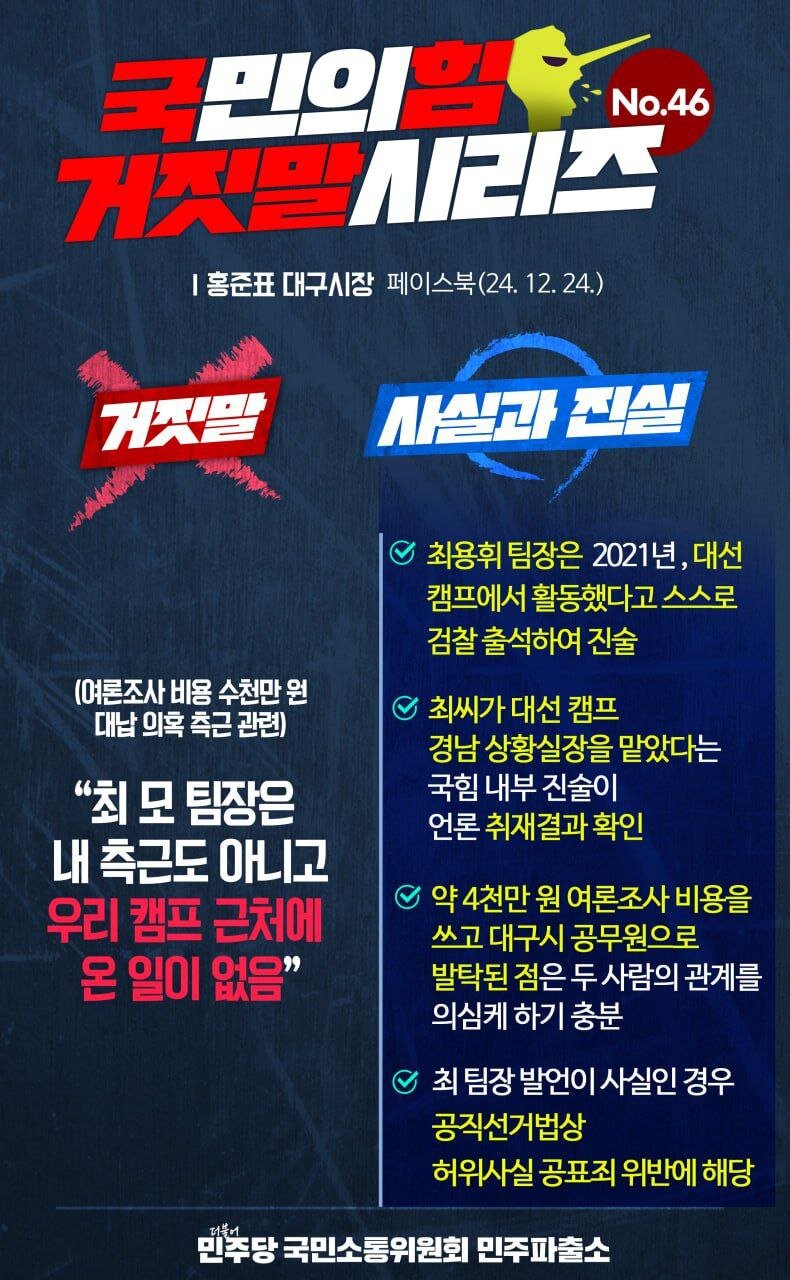 국민의힘
No.46
거짓말시리즈
| 홍준표 대구시장 페이스북(24. 12. 24.)
거짓말
(여론조사 비용 수천만 원
대납 의혹 측근 관련)
“최 모 팀장은
내 측근도 아니고
우리 캠프 근처에
온 일이 없음”
사실과 진실
최용휘 팀장은 2021년, 대선
캠프에서 활동했다고 스스로
검찰 출석하여 진술
최씨가 대선 캠프
경남 상황실장을 맡았다는
국힘 내부 진술이
언론 취재결과 확인
약 4천만 원 여론조사 비용을
쓰고 대구시 공무원으로
발탁된 점은 두 사람의 관계를
의심케 하기 충분
최 팀장 발언이 사실인 경우
공직선거법상
허위사실 공표죄 위반에 해당
더불어
민주당 국민소통위원회 민주파출소